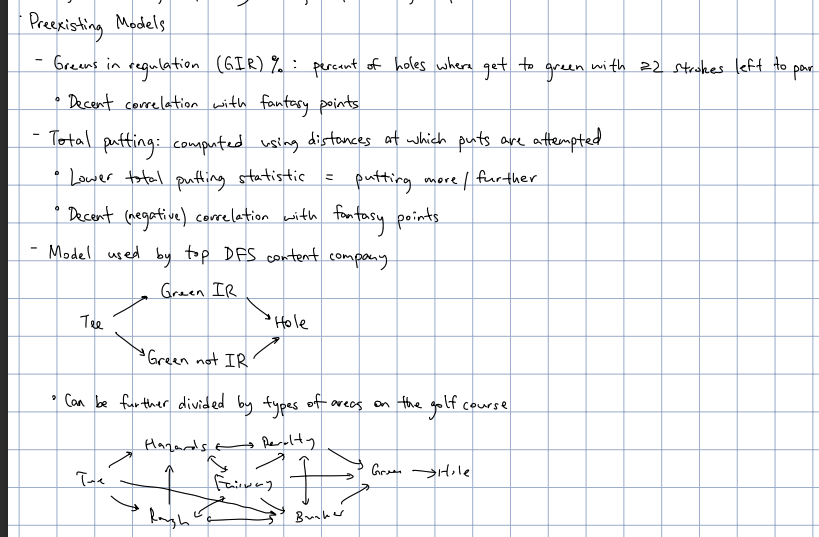 Preexisting Models
- Greens in regulation (GIR) % : percent of holes where get to green with ≥2 strokes left to par
° Decent correlation with fantasy points
- Total putting: computed using distances at which puts are attempted
° Lower total putting statistic = putting more / further
° Decent (negative) correlation with fantasy points
- Model used by top DFS content company
Green IR
Tee Hole
Green not IR
° Can be further divided by types of areas on the golf course
Hazards Penalty
Tee Fairway Green Hole
Rough Bunker